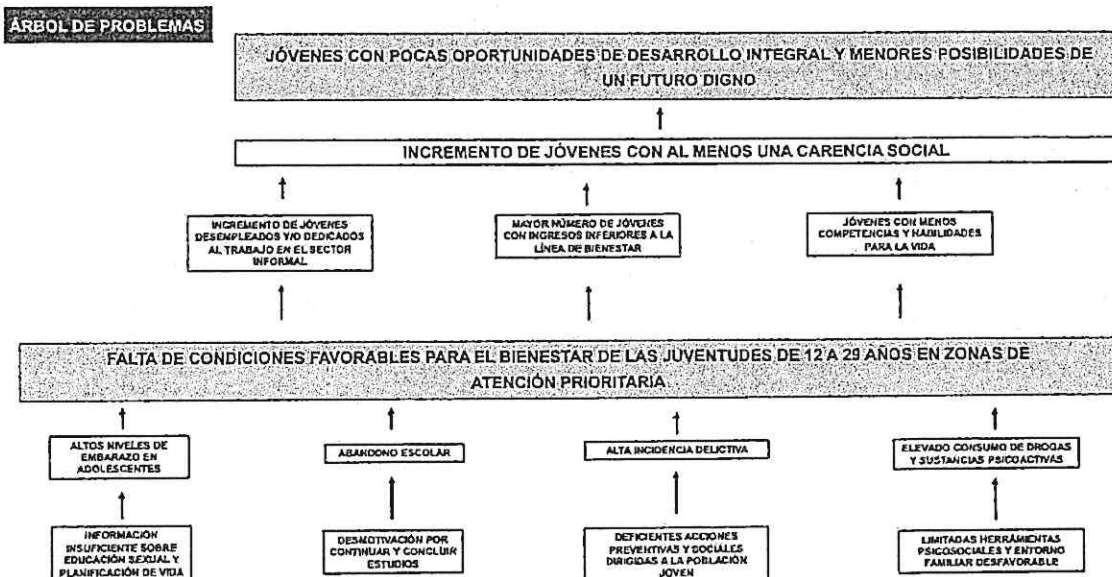 ÁRBOL DE PROBLEMAS
JÓVENES CON POCAS OPORTUNIDADES DE DESARROLLO INTEGRAL Y MENORES POSIBILIDADES DE
UN FUTURO DIGNO
INCREMENTO DE JÓVENES CON AL MENOS UNA CARENCIA SOCIAL
INCREMENTO DE JÓVENES
DESEMPLEADOS Y/O DEDICADOS
AL TRABAJO EN EL SECTOR
INFORMAL
MAYOR NÚMERO DE JÓVENES
CON INGRESOS INFERIORES A LA
LÍNEA DE BIENESTAR
JÓVENES CON MENOS
COMPETENCIAS Y HABILIDADES
PARA LA VIDA
FALTA DE CONDICIONES FAVORABLES PARA EL BIENESTAR DE LAS JUVENTUDES DE 12 A 29 AÑOS EN ZONAS DE
ATENCIÓN PRIORITARIA
ALTOS NIVELES DE
EMBARAZO EN
ADOLESCENTES
ABANDONO ESCOLAR
ALTA INCIDENCIA DELICTIVA
ELEVADO CONSUMO DE DROGAS
Y SUSTANCIAS PSICOACTIVAS
INFORMACIÓN
INSUFICIENTE SOBRE
EDUCACIÓN SEXUAL Y
PLANIFICACIÓN DE VIDA
DESMOTIVACIÓN POR
CONTINUAR Y CONCLUIR
ESTUDIOS
DEFICIENTES ACCIONES
PREVENTIVAS Y SOCIALES
DIRIGIDAS A LA POBLACIÓN
JOVEN
LIMITADAS HERRAMIENTAS
PSICOSOCIALES Y ENTORNO
FAMILIAR DESFAVORABLE